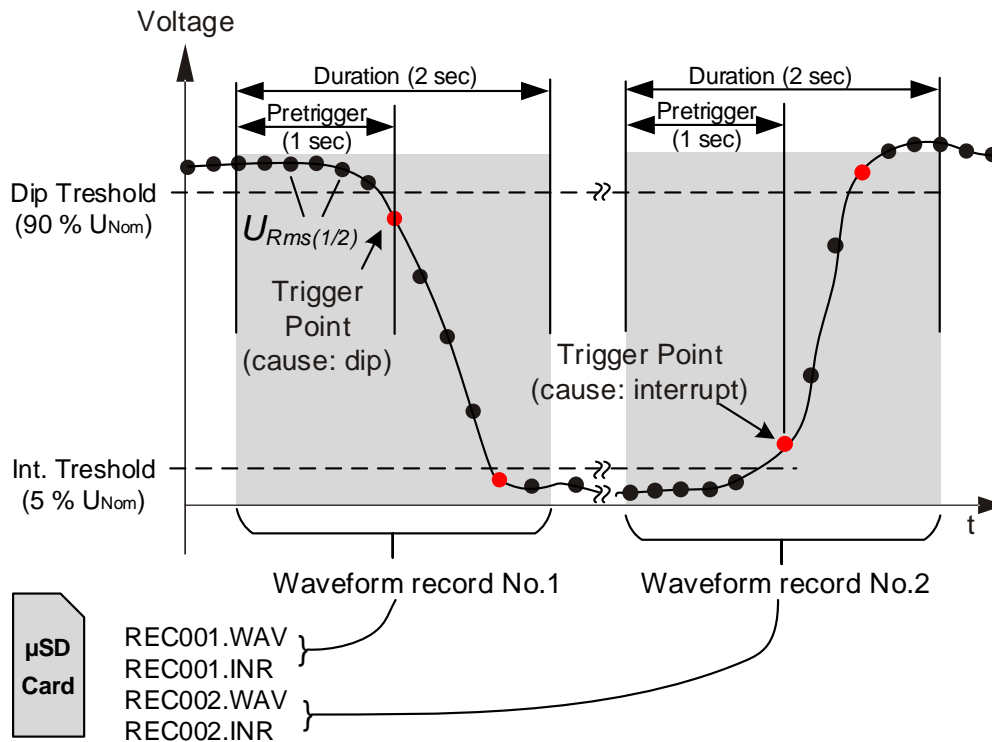 Voltage
Duration (2 sec)
Pretrigger
(1 sec)
Duration (2 sec)
Pretrigger
(1 sec)
Dip Treshold
(90 % UNom)
URms(1/2)
Trigger
Point
(cause: dip)
Trigger Point
(cause: interrupt)
Int. Treshold
(5 % UNom)
t
Waveform record No.1
Waveform record No.2
µSD
Card
REC001.WAV
REC001.INR
REC002.WAV
REC002.INR